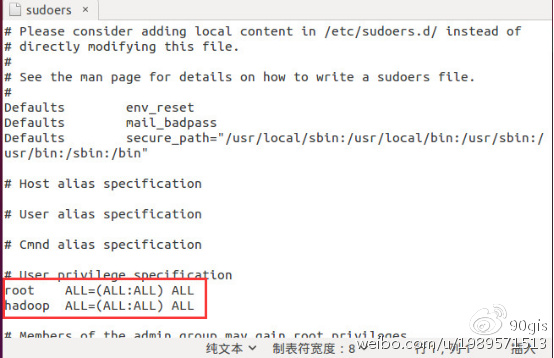 sudoers ×
# Please consider adding local content in /etc/sudoers.d/ instead of
# directly modifying this file.
#
# See the man page for details on how to write a sudoers file.
#
Defaults        env_reset
Defaults        mail_badpass
Defaults        secure_path="/usr/local/sbin:/usr/local/bin:/usr/sbin:/
usr/bin:/sbin:/bin"
# Host alias specification
# User alias specification
# Cmnd alias specification
# User privilege specification
root    ALL=(ALL:ALL) ALL
hadoop  ALL=(ALL:ALL) ALL
# Members of the admin group may gain root privileges
90gis
纯文本 制表符宽度：8 插入
weibo.com/u/1989571513